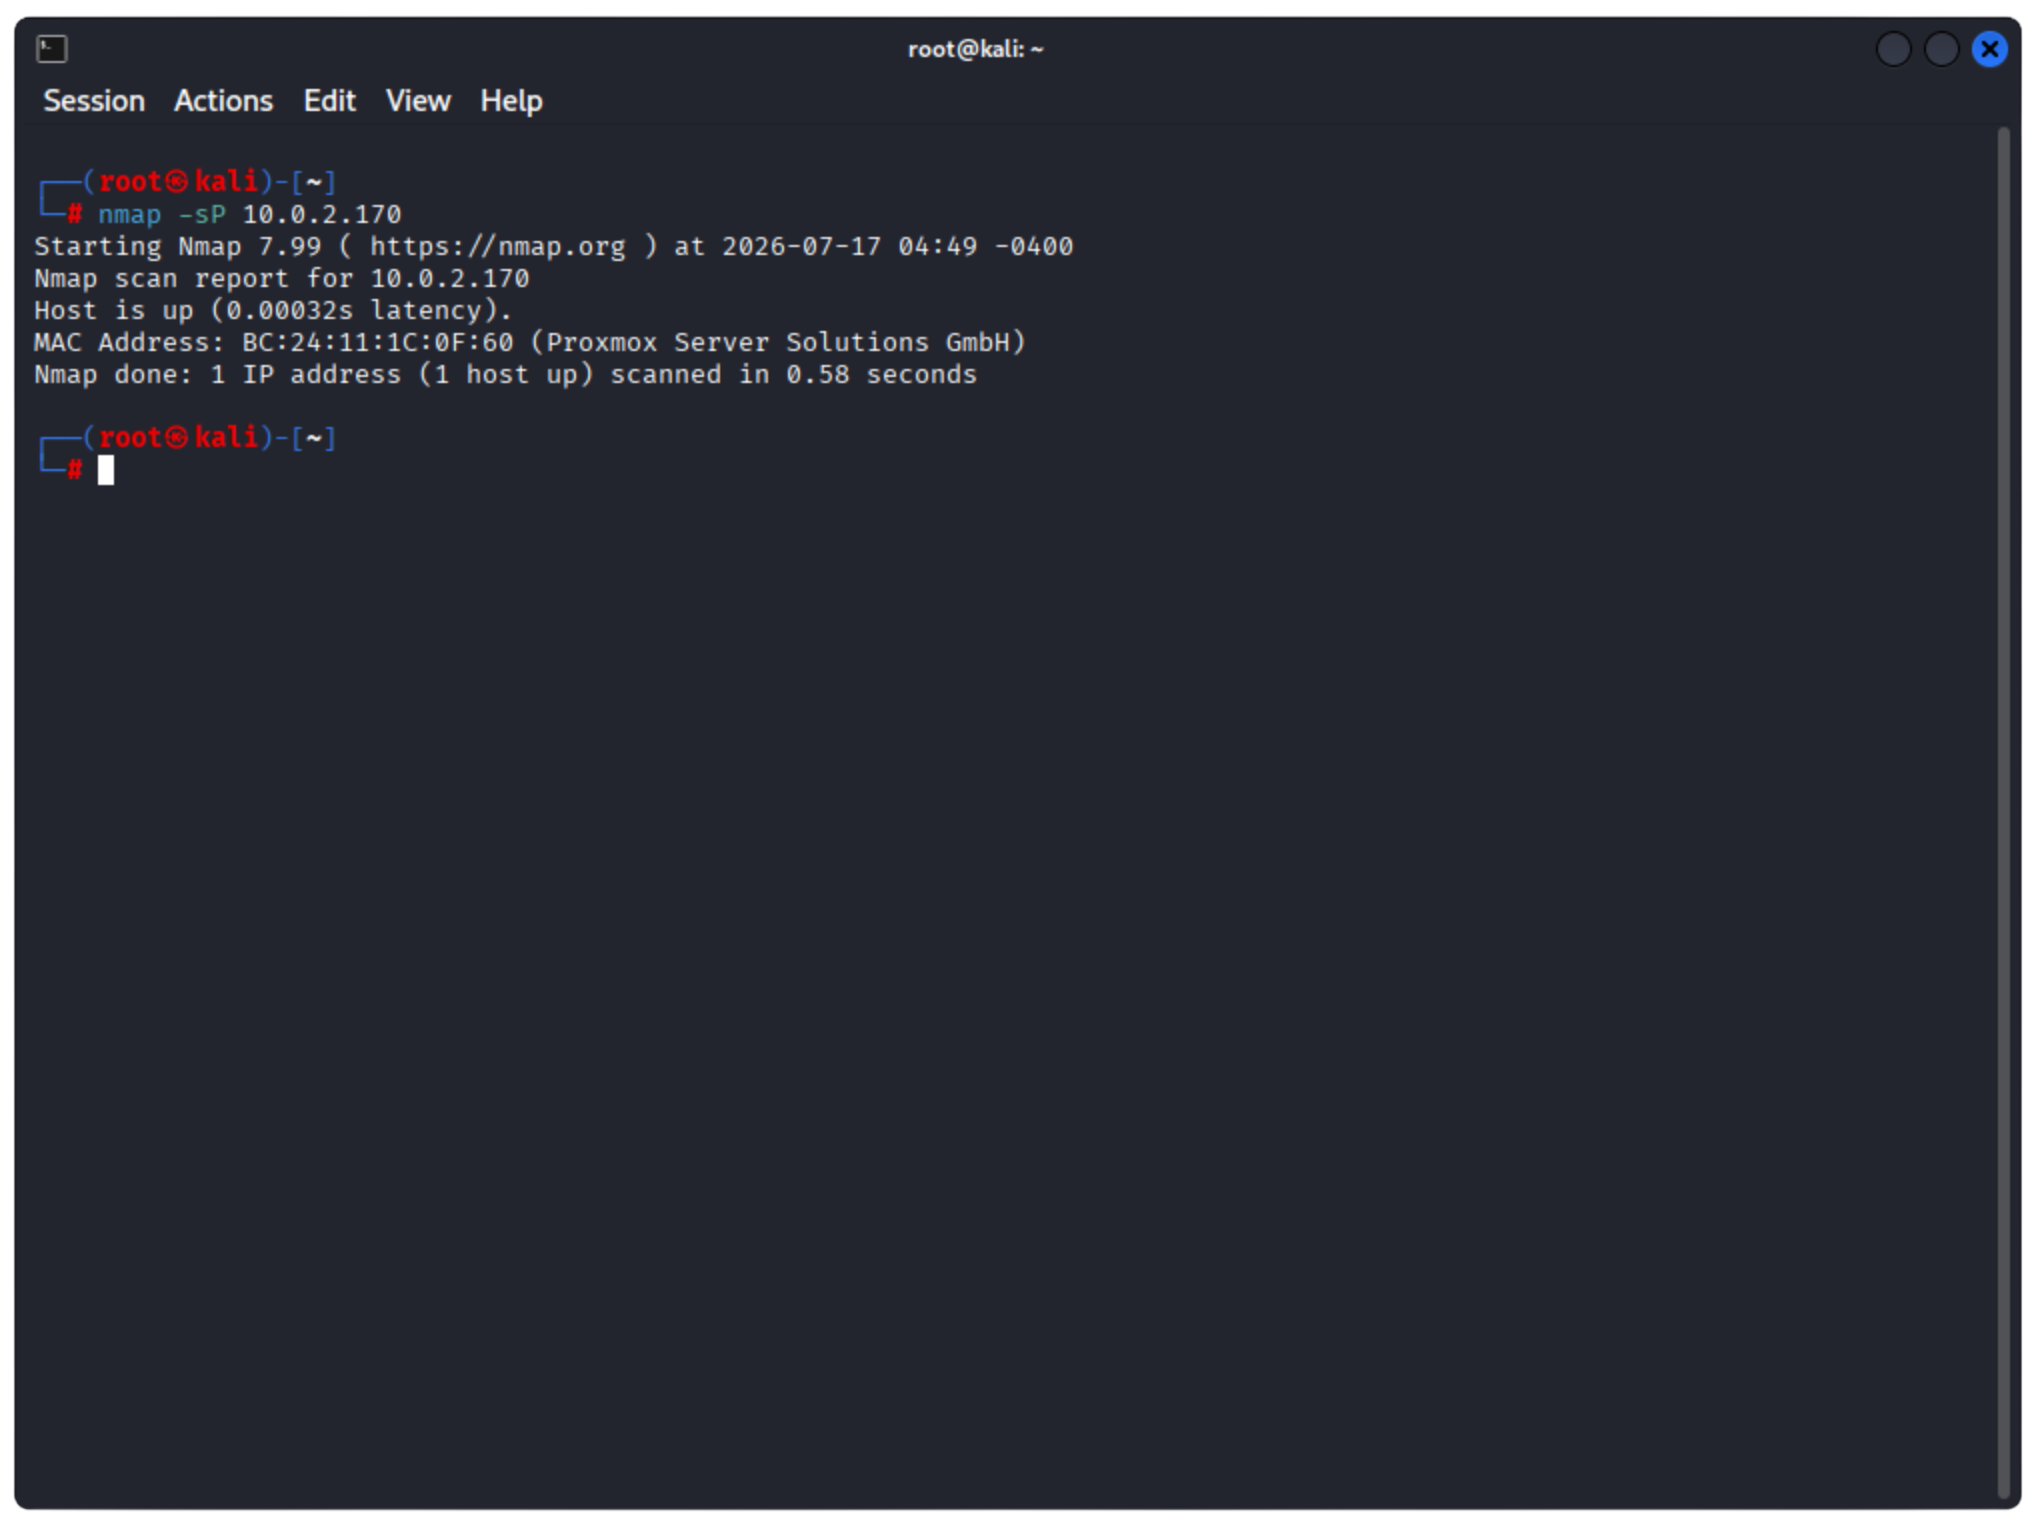 root@kali: ~
Session Actions Edit View Help
┌──(root㉿kali)-[~]
└─# nmap -sP 10.0.2.170
Starting Nmap 7.99 ( https://nmap.org ) at 2026-07-17 04:49 -0400
Nmap scan report for 10.0.2.170
Host is up (0.00032s latency).
MAC Address: BC:24:11:1C:0F:60 (Proxmox Server Solutions GmbH)
Nmap done: 1 IP address (1 host up) scanned in 0.58 seconds
┌──(root㉿kali)-[~]
└─#